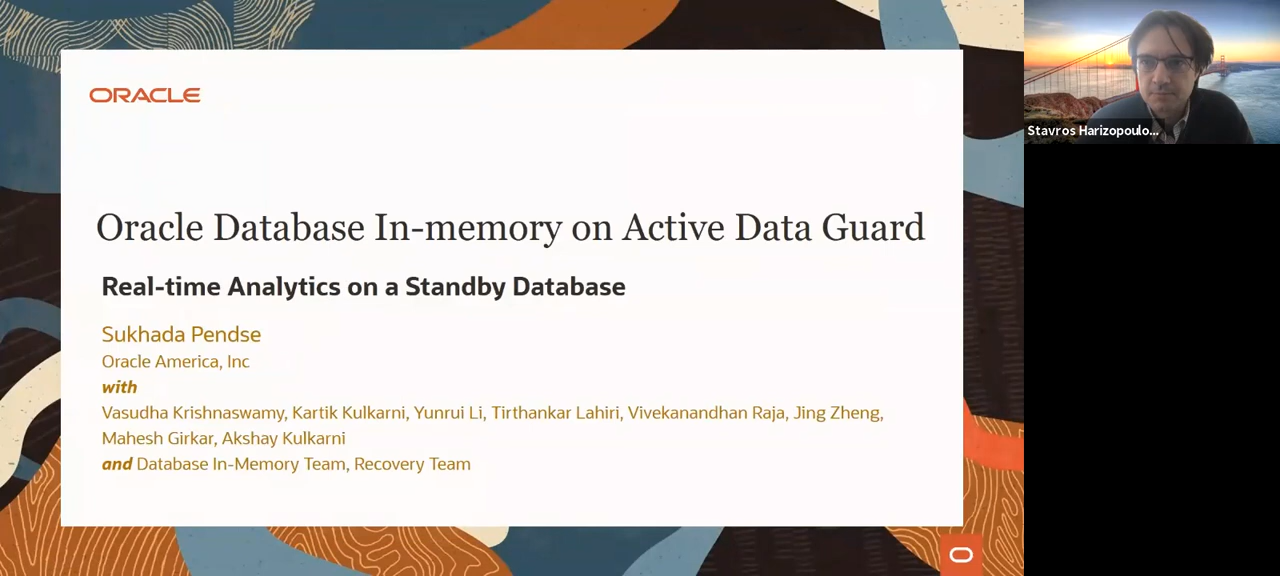 ORACLE
Oracle Database In-memory on Active Data Guard
Real-time Analytics on a Standby Database
Sukhada Pendse
Oracle America, Inc
with
Vasudha Krishnaswamy, Kartik Kulkarni, Yunrui Li, Tirthankar Lahiri, Vivekanandhan Raja, Jing Zheng,
Mahesh Girkar, Akshay Kulkarni
and Database In-Memory Team, Recovery Team
Stavros Harizopoulo...